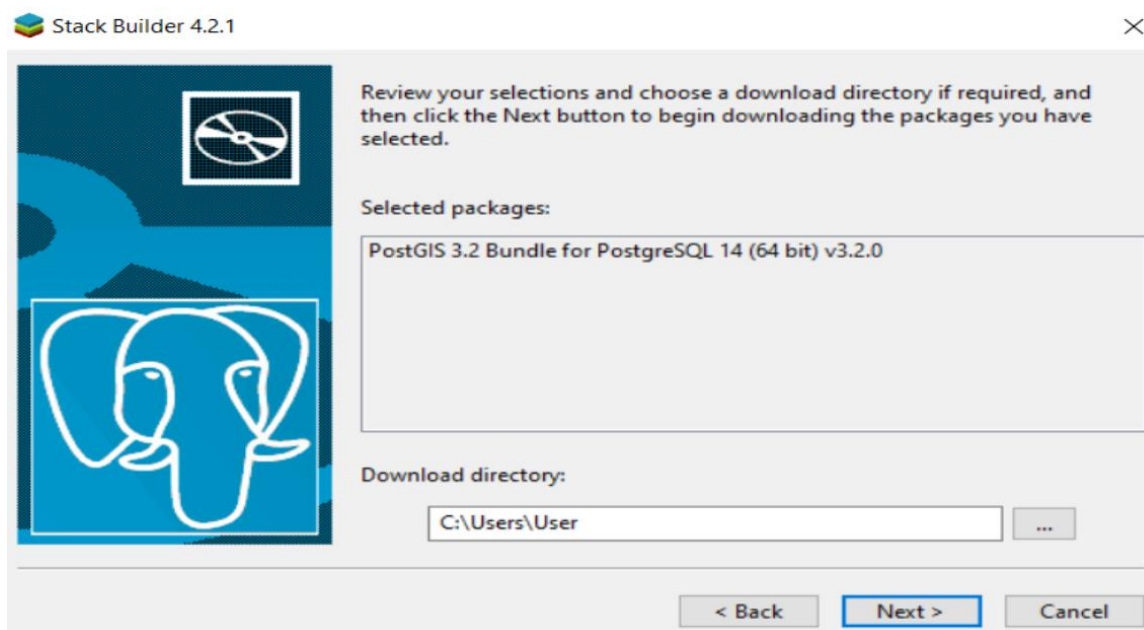 Stack Builder 4.2.1
Review your selections and choose a download directory if required, and
then click the Next button to begin downloading the packages you have
selected.
Selected packages:
PostGIS 3.2 Bundle for PostgreSQL 14 (64 bit) v3.2.0
Download directory:
C:\Users\User
...
< Back
Next >
Cancel